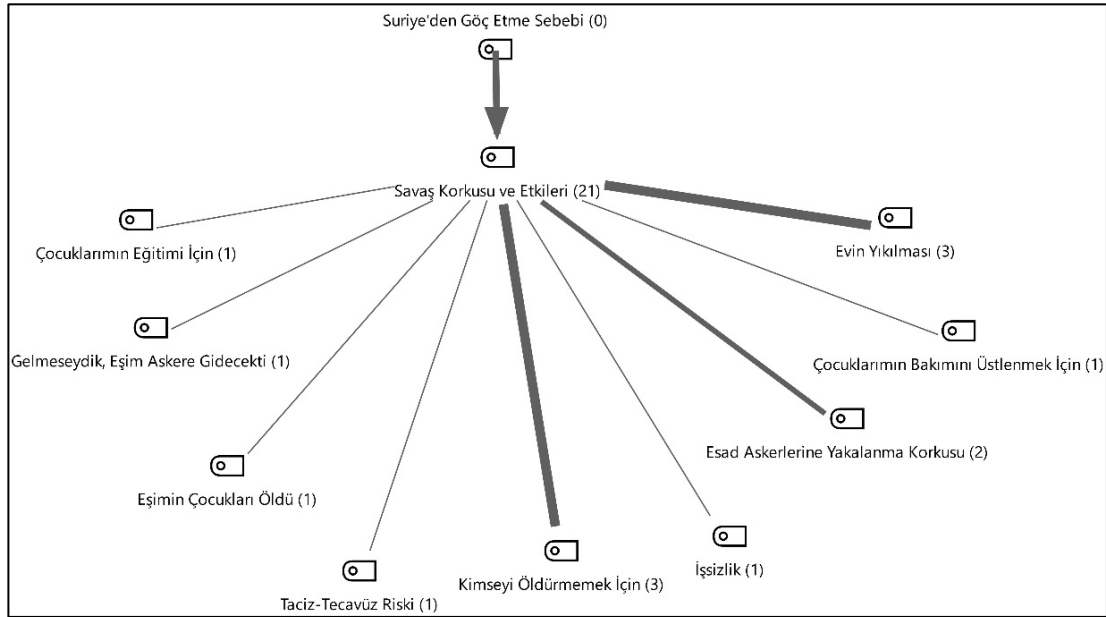 Suriye'den Göç Etme Sebebi (0)
Savaş Korkusu ve Etkileri (21)
Çocuklarımın Eğitimi İçin (1)
Evin Yıkılması (3)
Gelmeseydik, Eşim Askere Gidecekti (1)
Çocuklarımın Bakımını Üstlenmek İçin (1)
Esad Askerlerine Yakalanma Korkusu (2)
Eşimin Çocukları Öldü (1)
İşsizlik (1)
Kimseyi Öldürmemek İçin (3)
Taciz-Tecavüz Riski (1)